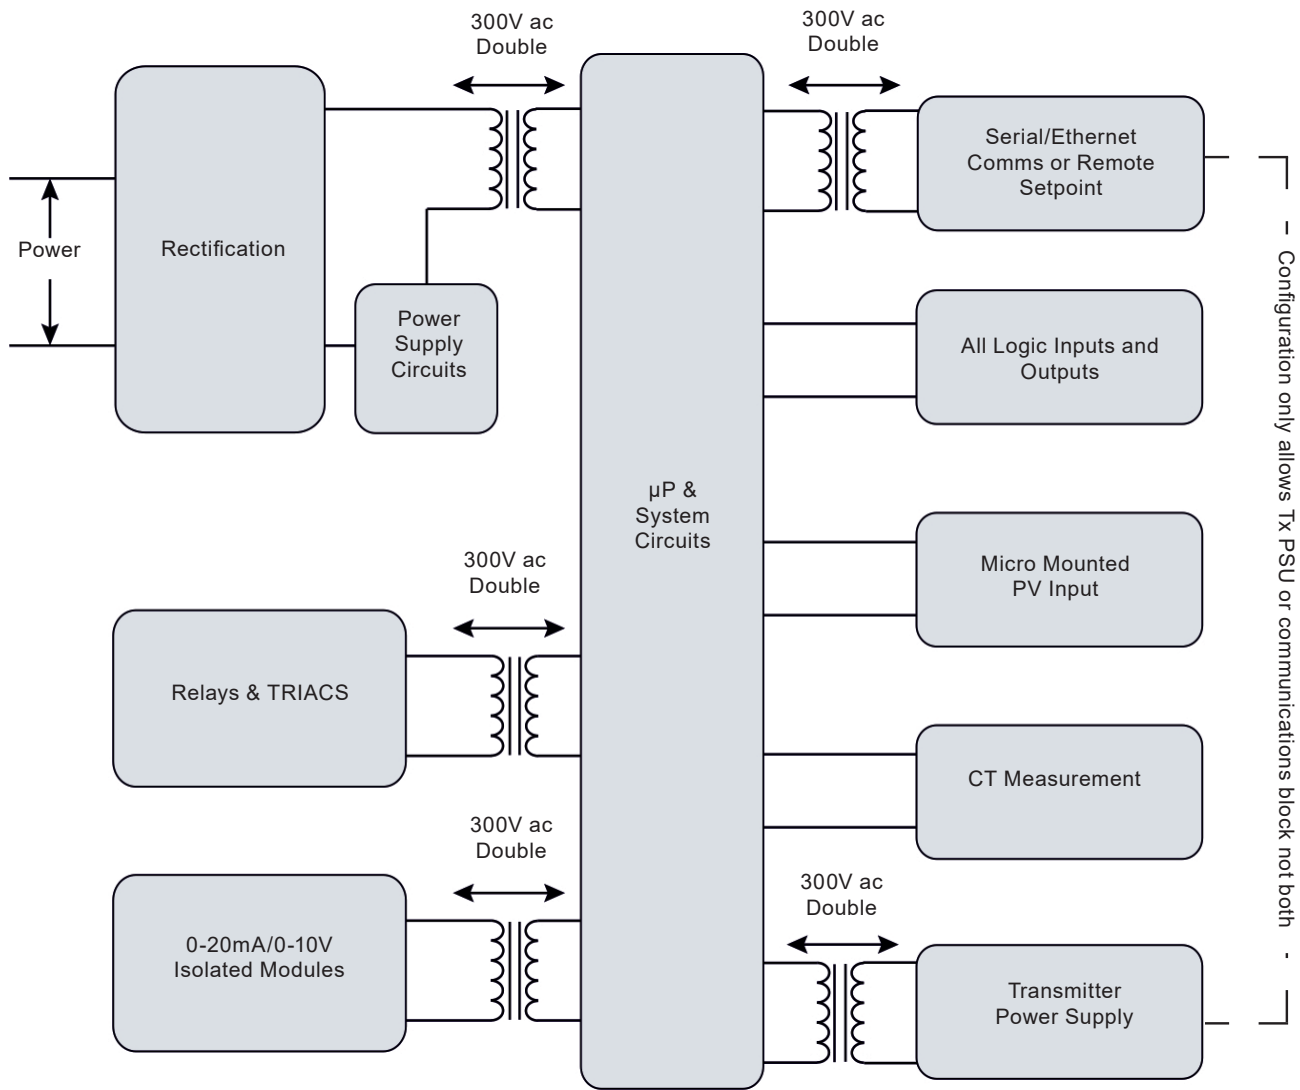 300V ac
Double
300V ac
Double
Serial/Ethernet
Comms or Remote
Setpoint
Power
Rectification
Power
Supply
Circuits
All Logic Inputs and
Outputs
µP &
System
Circuits
Micro Mounted
PV Input
300V ac
Double
Relays & TRIACS
CT Measurement
300V ac
Double
300V ac
Double
0-20mA/0-10V
Isolated Modules
Transmitter
Power Supply
Configuration only allows Tx PSU or communications block not both